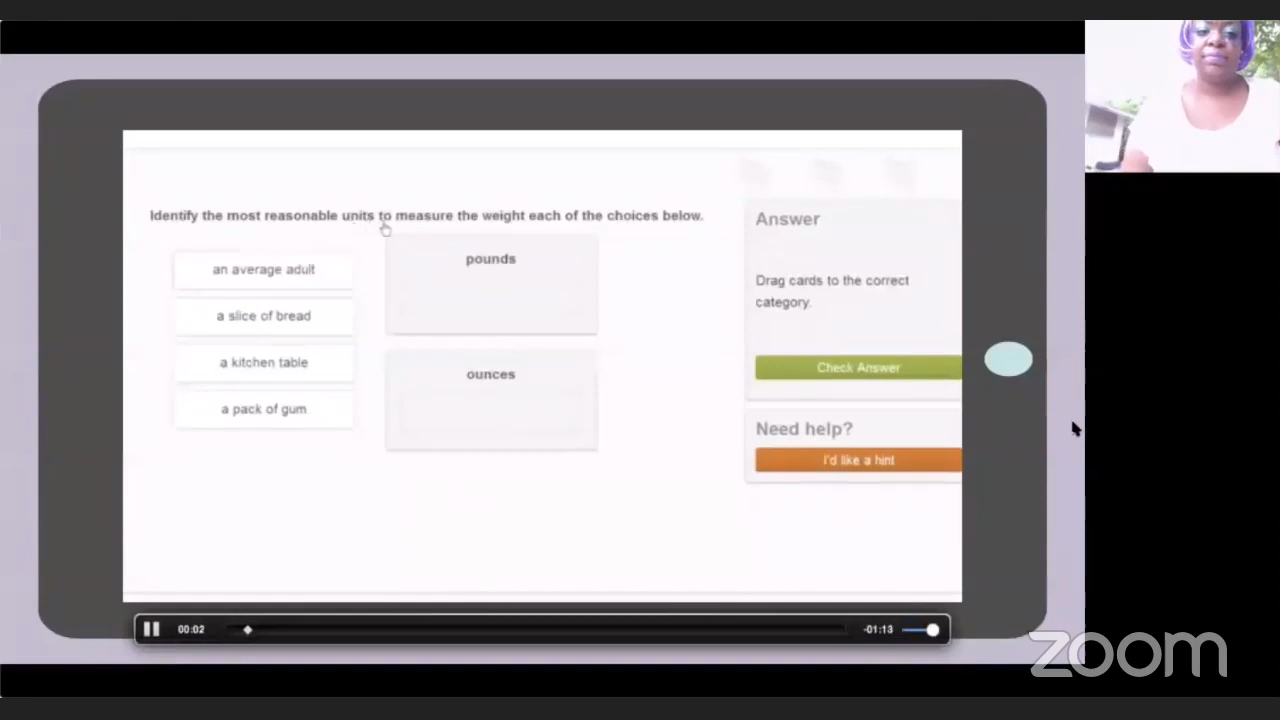 Identify the most reasonable units to measure the weight each of the choices below.
an average adult
a slice of bread
a kitchen table
a pack of gum
pounds
ounces
Answer
Drag cards to the correct
category.
Check Answer
Need help?
I'd like a hint
00:02
-01:13
zoom